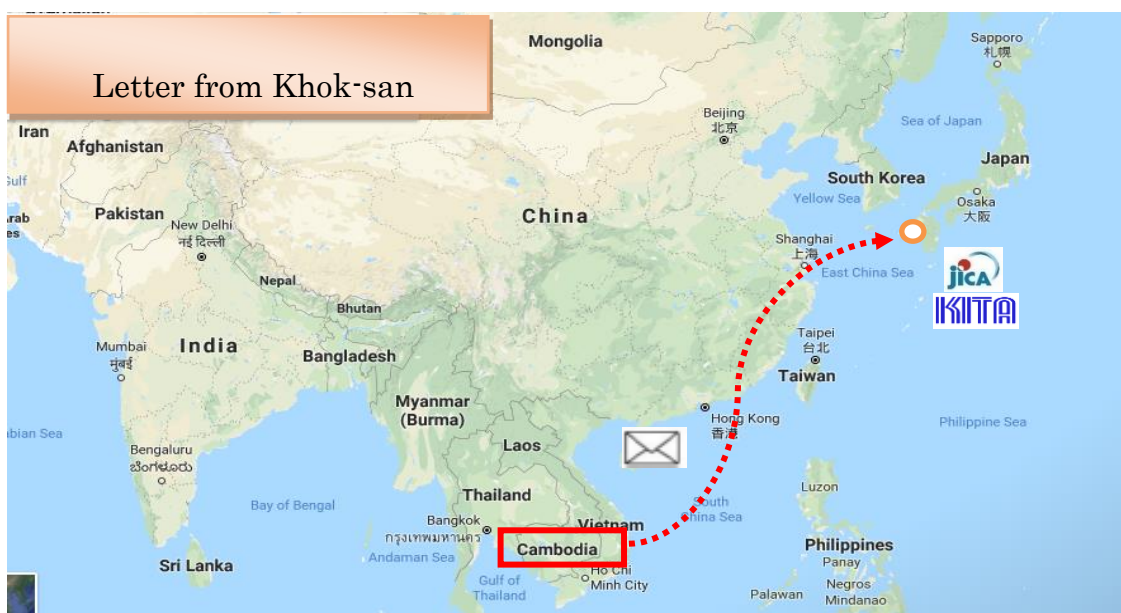 Letter from Khok-san
Mongolia
Sapporo
札幌
Beijing
北京
Sea of Japan
Iran
Afghanistan
Japan
South Korea
Yellow Sea
Osaka
大阪
Pakistan
New Delhi
नई दिल्ली
China
Shanghai
上海
East China Sea
jICA
KITA
Nepal
Bhutan
Mumbai
मुंबई
India
Bangladesh
Taipei
台北
Taiwan
Myanmar
(Burma)
Hong Kong
香港
Philippine Sea
bian Sea
Laos
Bengaluru
ಬೆಂಗಳೂರು
Bay of Bengal
Thailand
Luzon
South
China Sea
Bangkok
กรุงเทพมหานคร
Vietnam
Cambodia
Andaman Sea
Sri Lanka
Gulf of
Thailand
Ho Chi
Minh City
Philippines
Panay
Negros
Palawan
Mindanao